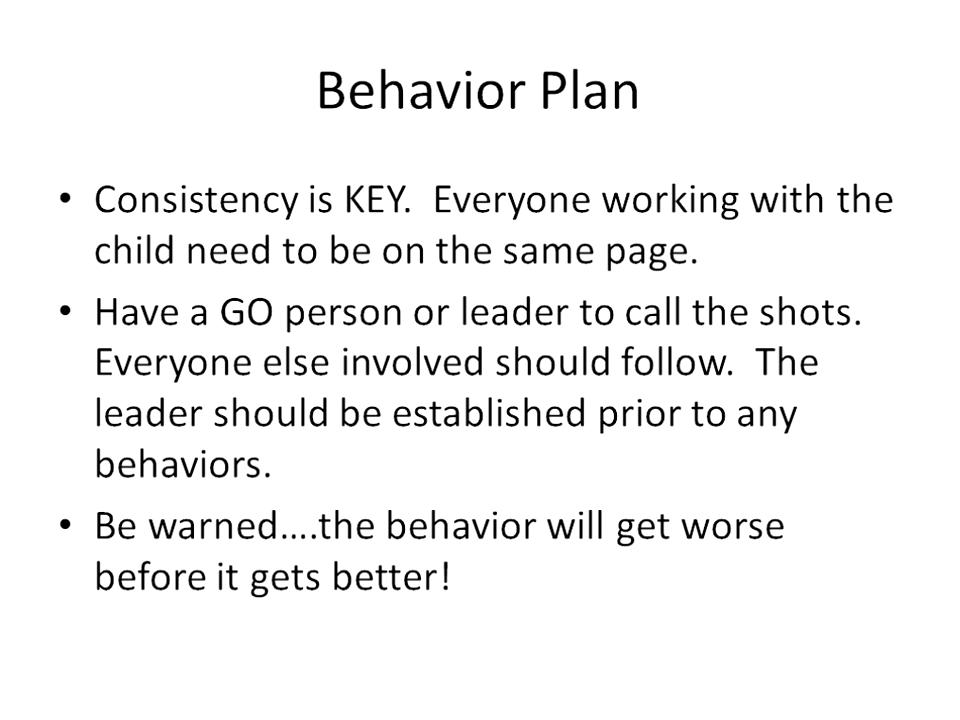 Behavior Plan
• Consistency is KEY.  Everyone working with the
child need to be on the same page.
• Have a GO person or leader to call the shots.
Everyone else involved should follow.  The
leader should be established prior to any
behaviors.
• Be warned….the behavior will get worse
before it gets better!